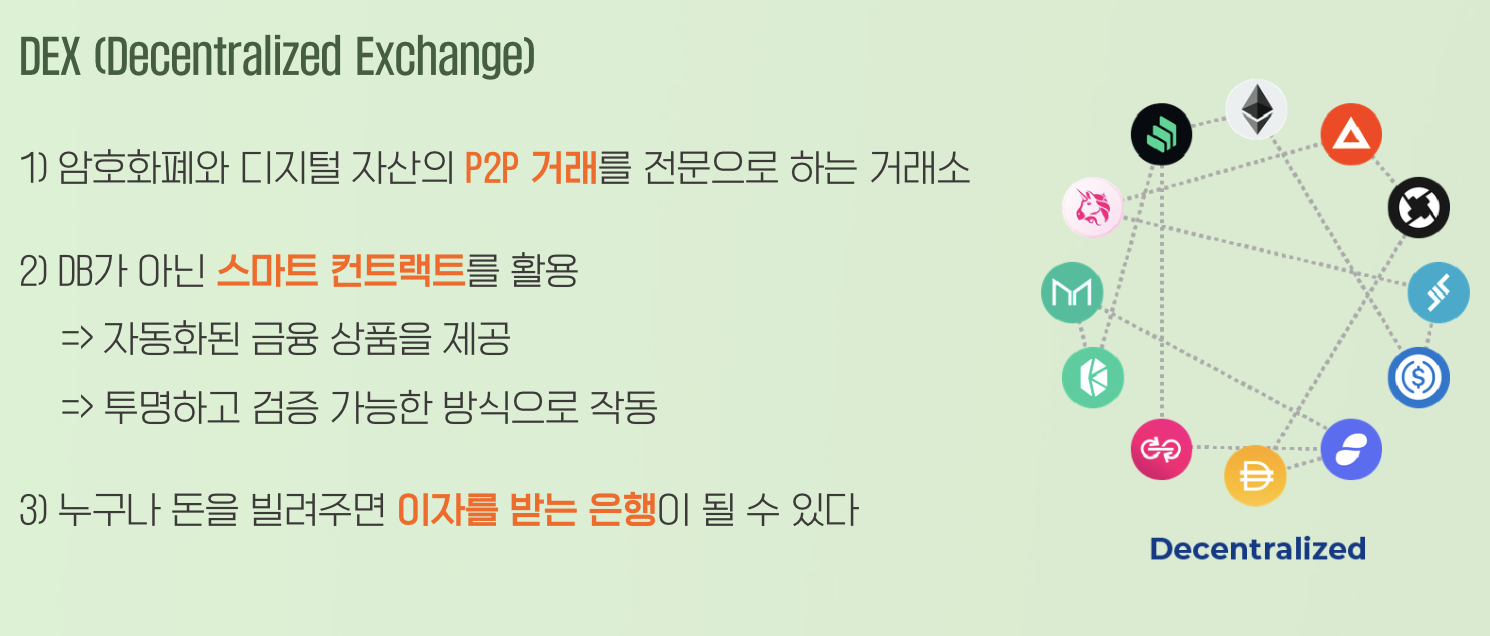 DEX (Decentralized Exchange)
1) 암호화폐와 디지털 자산의 P2P 거래를 전문으로 하는 거래소
2) DB가 아닌 스마트 컨트랙트를 활용
=> 자동화된 금융 상품을 제공
=> 투명하고 검증 가능한 방식으로 작동
3) 누구나 돈을 빌려주면 이자를 받는 은행이 될 수 있다
Decentralized